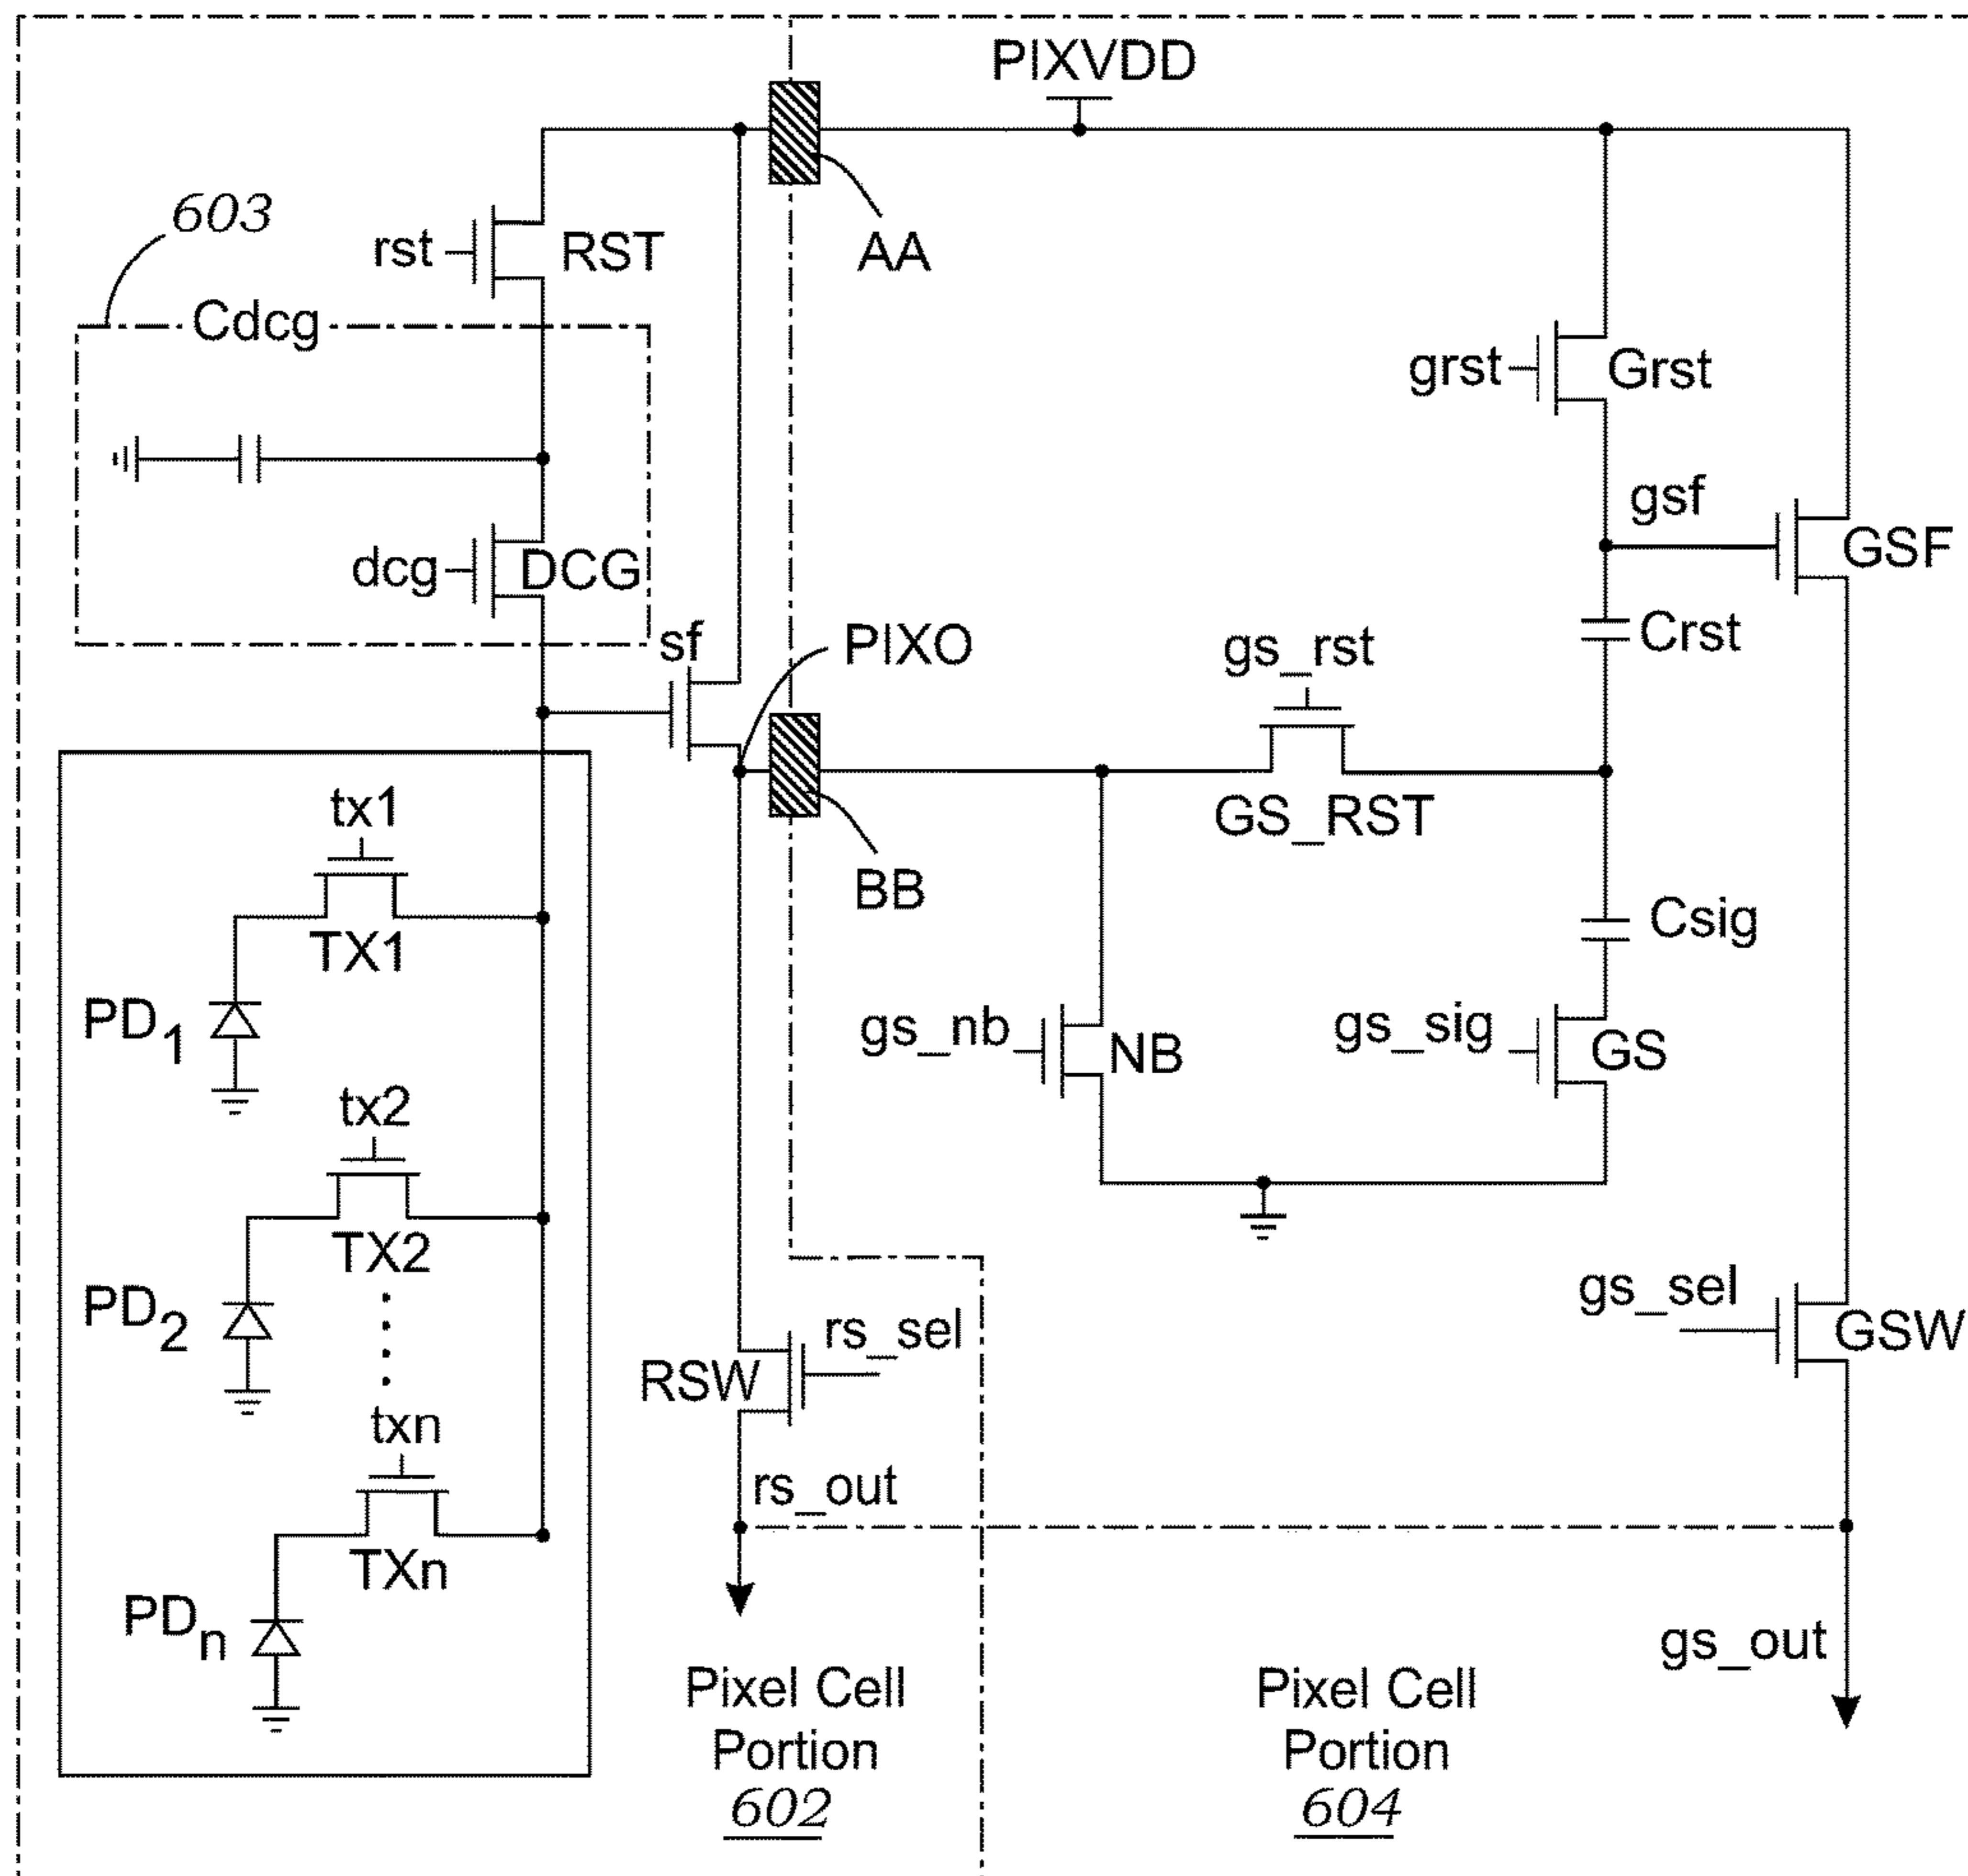 PIXVDD
603
rst
RST
AA
Cdcg
grst
Grst
gsf
GSF
dcg
DCG
sf
PIXO
gs_rst
Crst
tx1
GS_RST
TX1
BB
Csig
PD1
gs_nb
NB
gs_sig
GS
tx2
TX2
PD2
gs_sel
GSW
rs_sel
RSW
txn
rs_out
TXn
PDn
gs_out
Pixel Cell
Portion
602
Pixel Cell
Portion
604